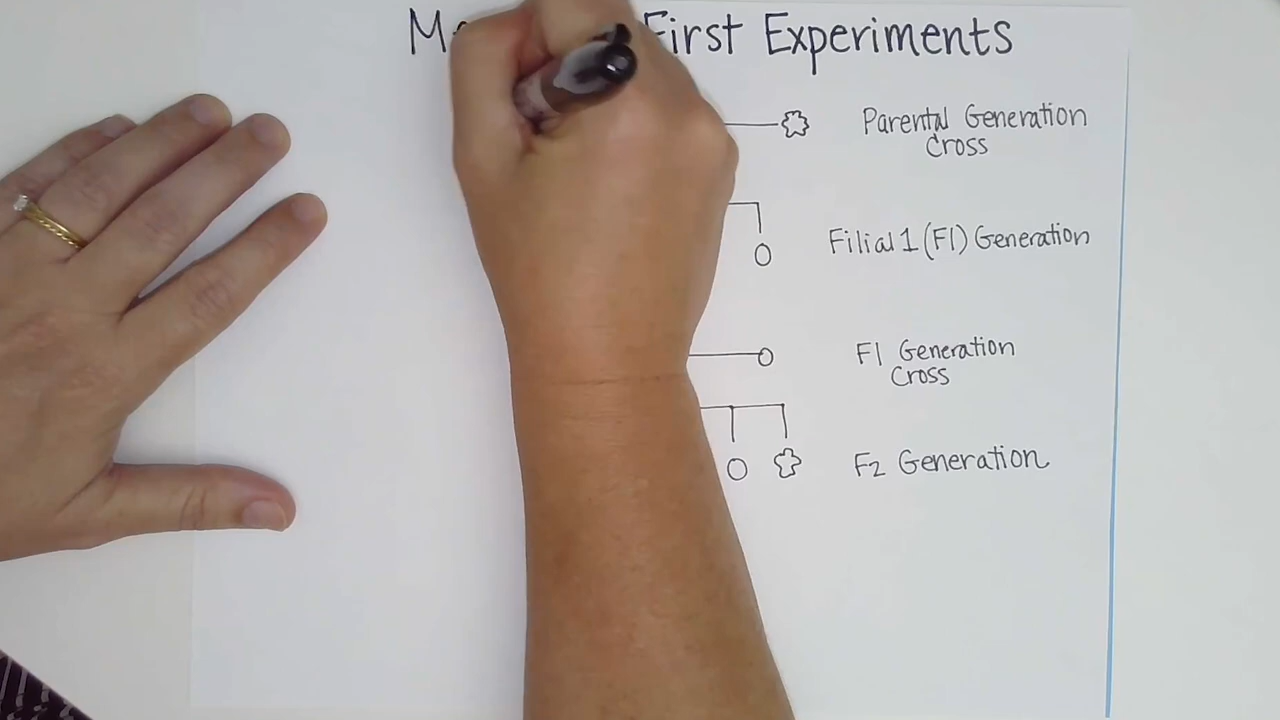 First Experiments
Parental Generation
Cross
Filial 1 (F1) Generation
F1 Generation
Cross
F2 Generation